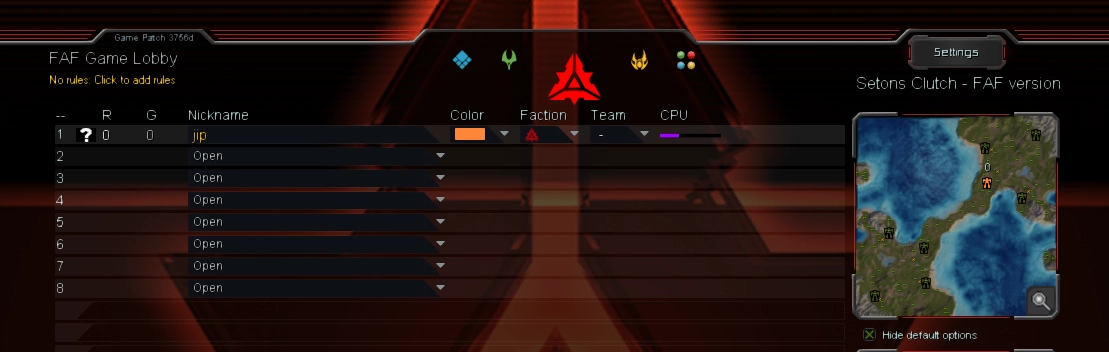 Game Patch 3756d
FAF Game Lobby
Settings
No rules: Click to add rules
Setons Clutch - FAF version
-- R G Nickname Color Faction Team CPU
1 ? 0 0 jip -
0
2 Open
3 Open
4 Open
5 Open
6 Open
7 Open
8 Open
Hide default options